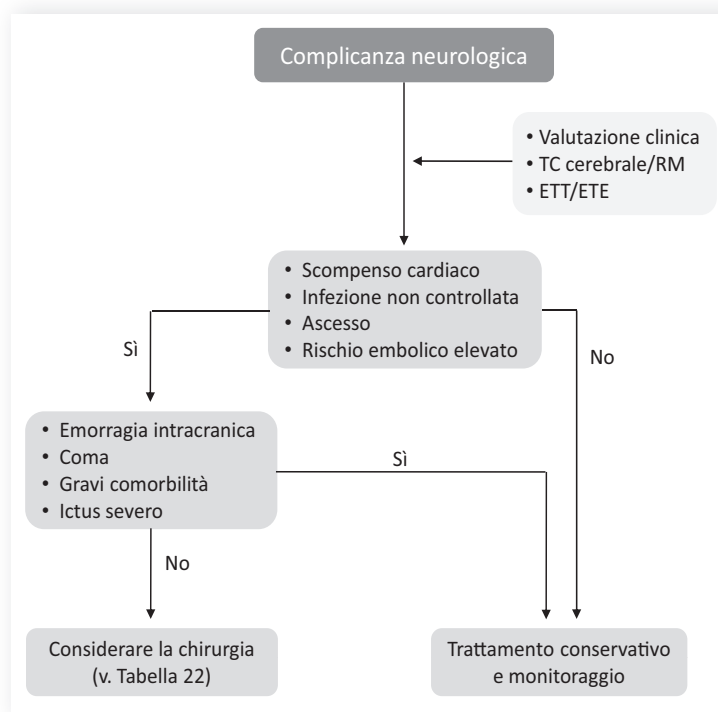 Complicanza neurologica
• Valutazione clinica
• TC cerebrale/RM
• ETT/ETE
• Scompenso cardiaco
• Infezione non controllata
• Ascesso
• Rischio embolico elevato
Sì
No
• Emorragia intracranica
• Coma
• Gravi comorbilità
• Ictus severo
Sì
No
Considerare la chirurgia
(v. Tabella 22)
Trattamento conservativo
e monitoraggio